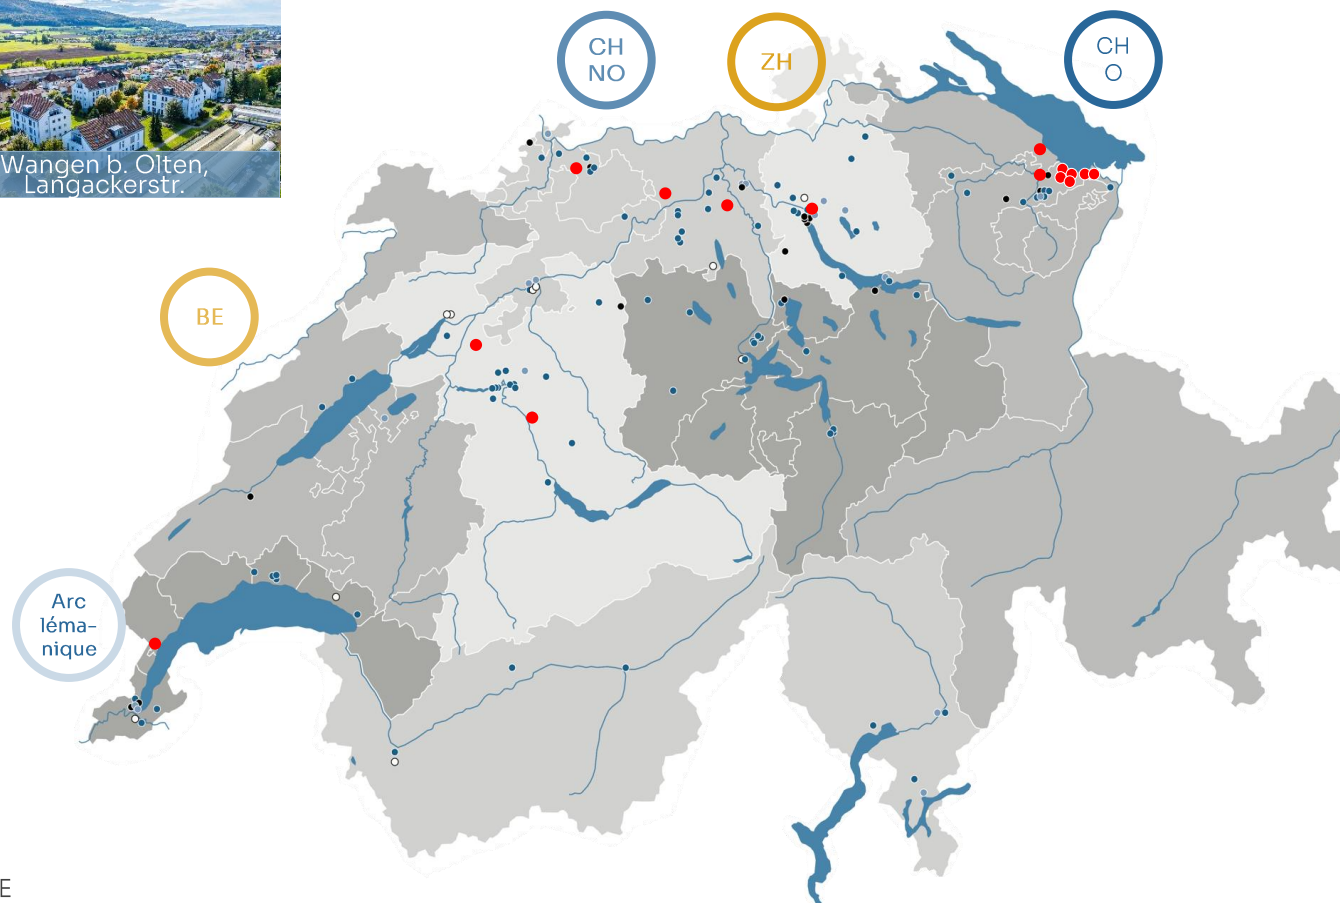 CH
NO
ZH
CH
O
Wangen b. Olten,
Langackerstr.
BE
Arc
léma-
nique
E